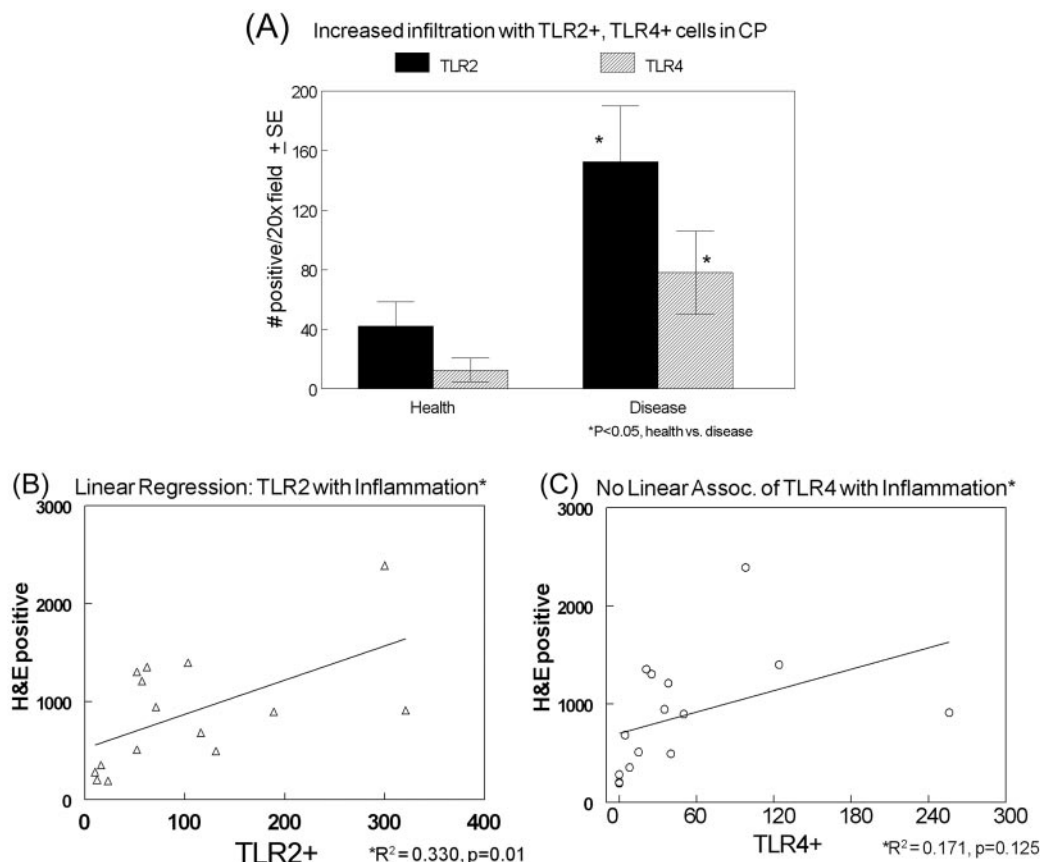 (A) Increased infiltration with TLR2+, TLR4+ cells in CP
TLR2 TLR4
# positive/20x field ± SE
200
160
120
80
40
0
*
*
Health Disease
*P<0.05, health vs. disease
(B) Linear Regression: TLR2 with Inflammation*
H&E positive
3000
2000
1000
0
0 100 200 300 400
TLR2+
*R² = 0.330, p=0.01
(C) No Linear Assoc. of TLR4 with Inflammation*
H&E positive
3000
2000
1000
0
0 60 120 180 240 300
TLR4+
*R² = 0.171, p=0.125